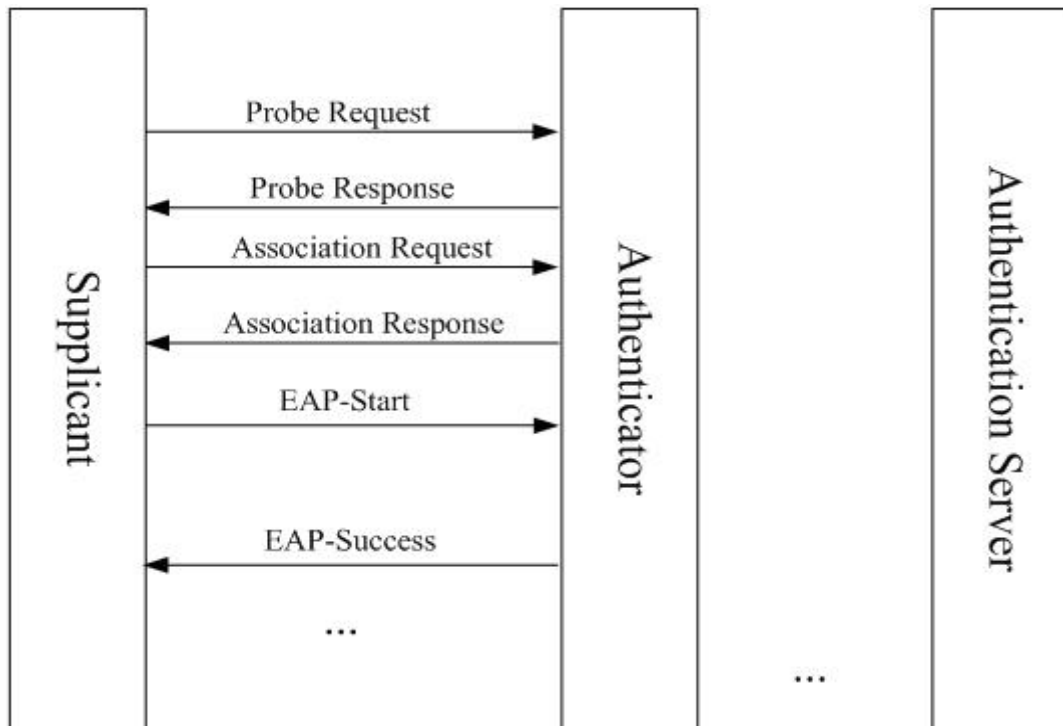 Supplicant
Probe Request
Probe Response
Association Request
Association Response
EAP-Start
EAP-Success
...
Authenticator
...
Authentication Server